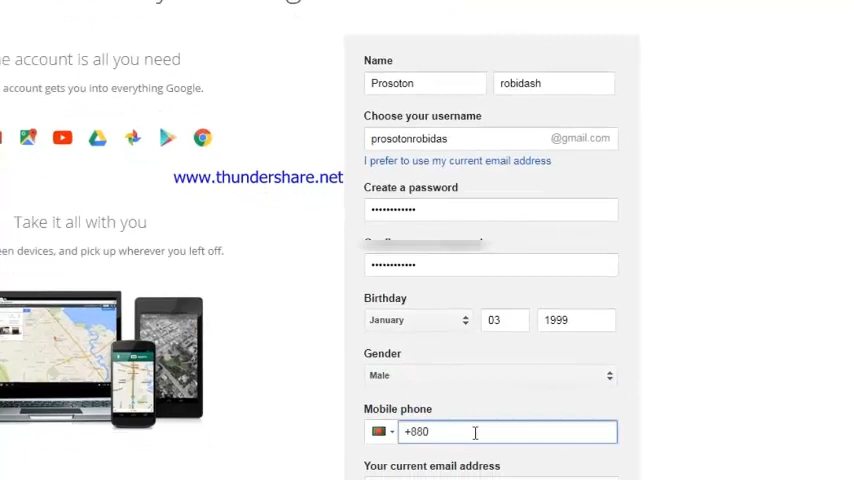 ne account is all you need
account gets you into everything Google.
www.thundershare.net
Take it all with you
een devices, and pick up wherever you left off.
Name
Prosoton robidash
Choose your username
prosotonrobidas @gmail.com
I prefer to use my current email address
Create a password
••••••••••••
••••••••••••
Birthday
January 03 1999
Gender
Male
Mobile phone
+880
Your current email address